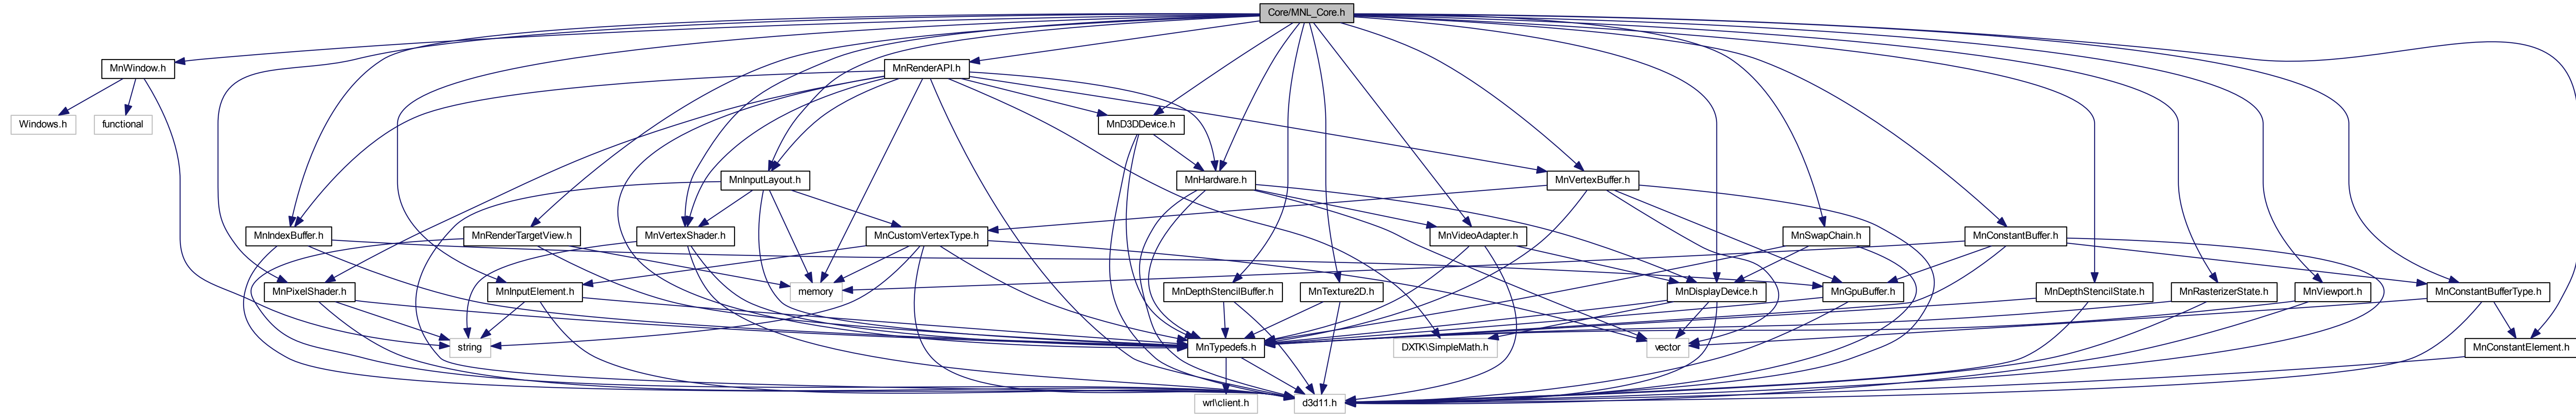 Core/MNL_Core.h
MnWindow.h
MnRenderAPI.h
Windows.h
functional
MnD3DDevice.h
MnInputLayout.h
MnHardware.h
MnVertexBuffer.h
MnIndexBuffer.h
MnRenderTargetView.h
MnVertexShader.h
MnCustomVertexType.h
MnVideoAdapter.h
MnSwapChain.h
MnConstantBuffer.h
MnPixelShader.h
MnInputElement.h
memory
MnDepthStencilBuffer.h
MnTexture2D.h
MnDisplayDevice.h
MnGpuBuffer.h
MnDepthStencilState.h
MnRasterizerState.h
MnViewport.h
MnConstantBufferType.h
string
MnTypedefs.h
DXTK\SimpleMath.h
vector
MnConstantElement.h
wrl\client.h
d3d11.h